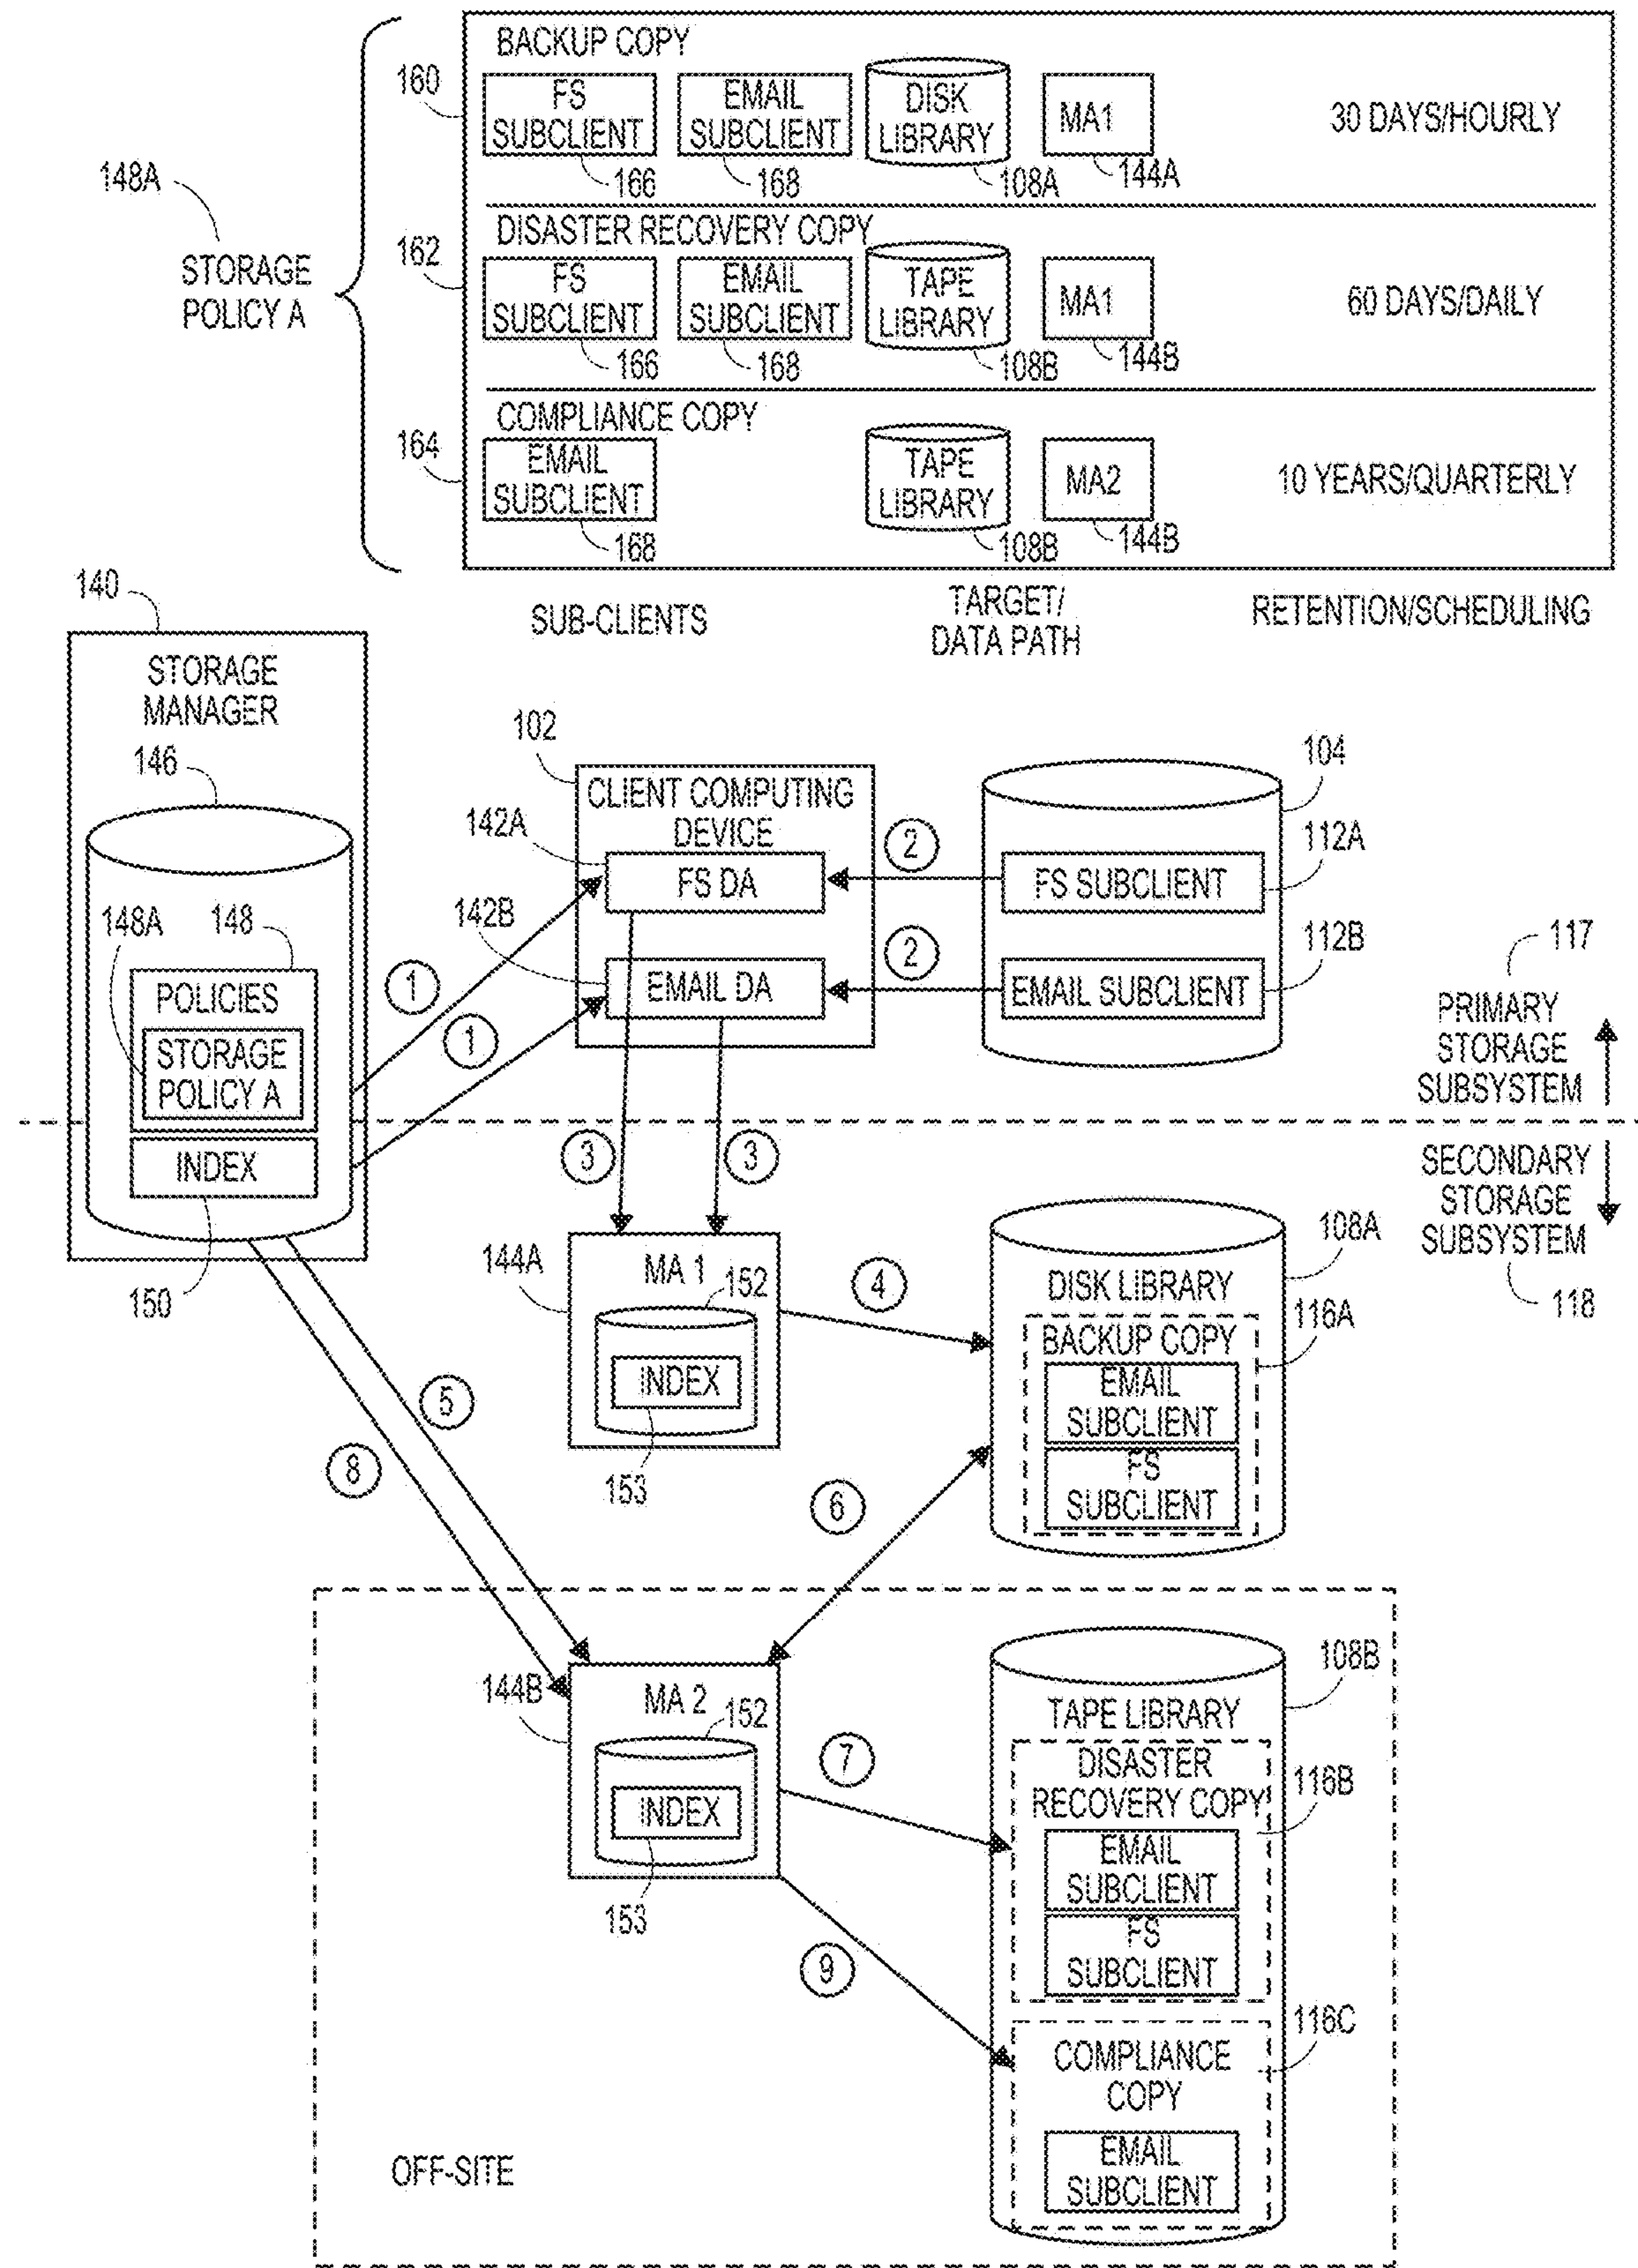 BACKUP COPY
160
FS SUBCLIENT
166
EMAIL SUBCLIENT
168
DISK LIBRARY
108A
MA1
144A
30 DAYS/HOURLY
148A
STORAGE POLICY A
DISASTER RECOVERY COPY
162
FS SUBCLIENT
166
EMAIL SUBCLIENT
168
TAPE LIBRARY
108B
MA1
144B
60 DAYS/DAILY
COMPLIANCE COPY
164
EMAIL SUBCLIENT
168
TAPE LIBRARY
108B
MA2
144B
10 YEARS/QUARTERLY
SUB-CLIENTS
TARGET/
DATA PATH
RETENTION/SCHEDULING
140
STORAGE
MANAGER
146
148A
148
POLICIES
STORAGE
POLICY A
INDEX
150
102
CLIENT COMPUTING
DEVICE
142A
FS DA
142B
EMAIL DA
104
FS SUBCLIENT
112A
EMAIL SUBCLIENT
112B
1
1
2
2
117
PRIMARY
STORAGE
SUBSYSTEM
SECONDARY
STORAGE
SUBSYSTEM
118
3
3
144A
MA 1
152
INDEX
153
4
108A
DISK LIBRARY
116A
BACKUP COPY
EMAIL
SUBCLIENT
FS
SUBCLIENT
5
8
6
144B
MA 2
152
INDEX
153
7
9
108B
TAPE LIBRARY
DISASTER
RECOVERY COPY
116B
EMAIL
SUBCLIENT
FS
SUBCLIENT
116C
COMPLIANCE
COPY
EMAIL
SUBCLIENT
OFF-SITE